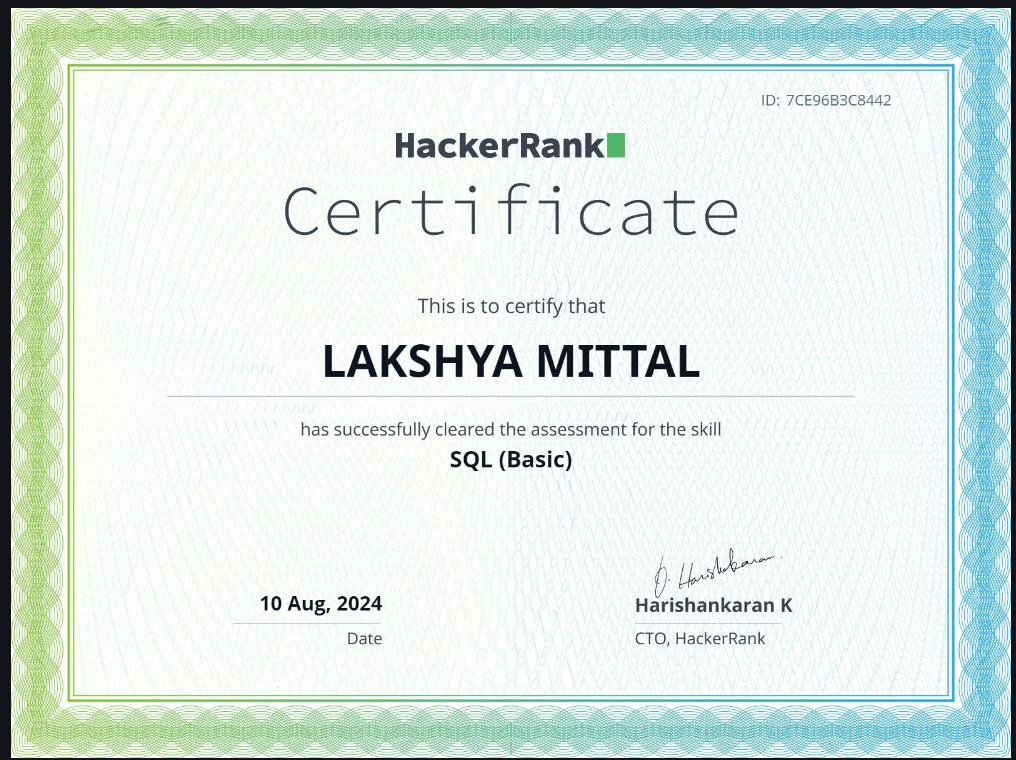 ID: 7CE96B3C8442
HackerRank
Certificate
This is to certify that
LAKSHYA MITTAL
has successfully cleared the assessment for the skill
SQL (Basic)
10 Aug, 2024
Date
Harishankaran K
CTO, HackerRank